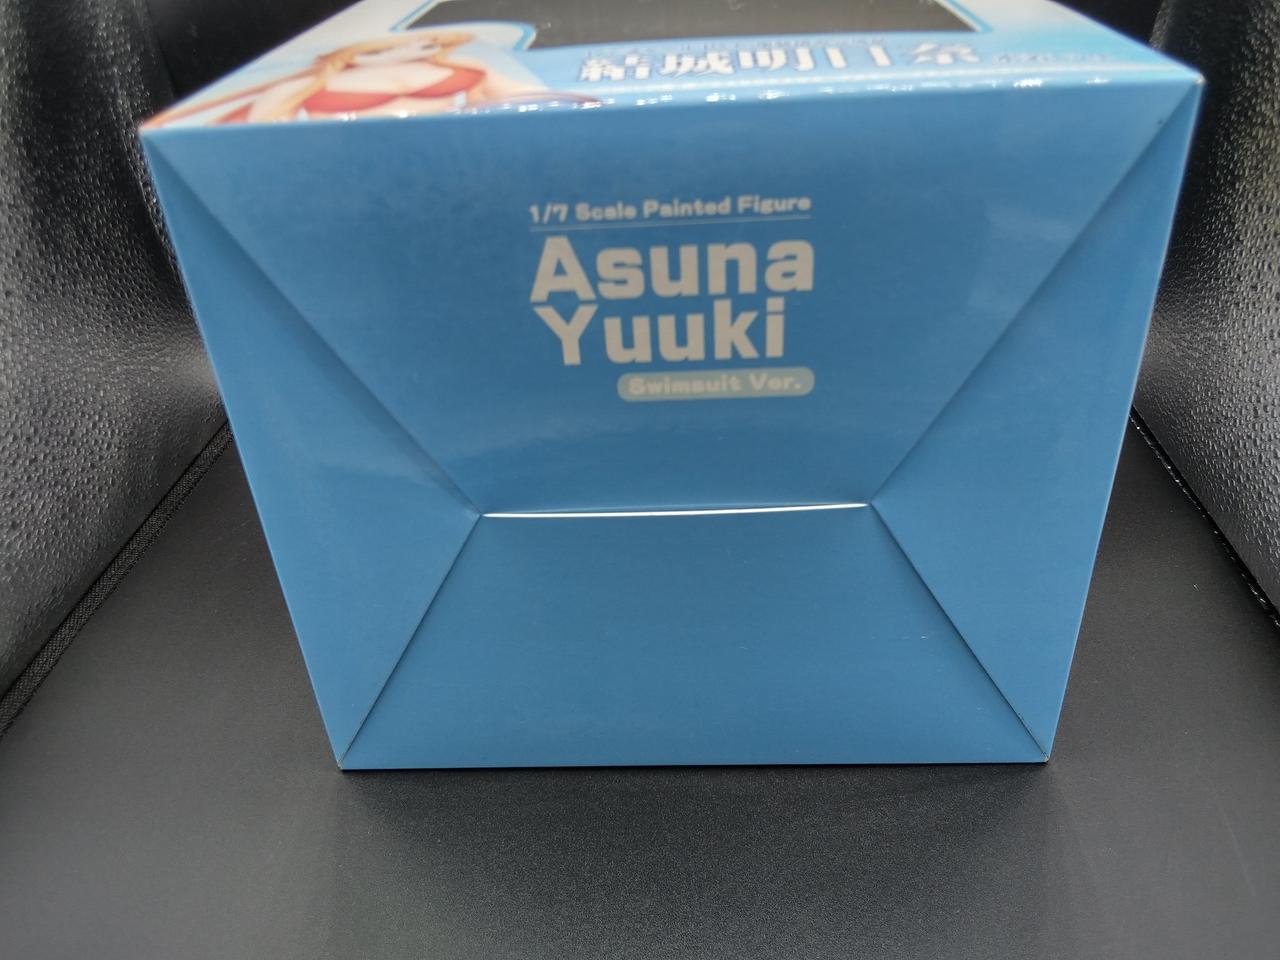 結城明日奈
1/7 Scale Painted Figure
Asuna
Yuuki
Swimsuit Ver.